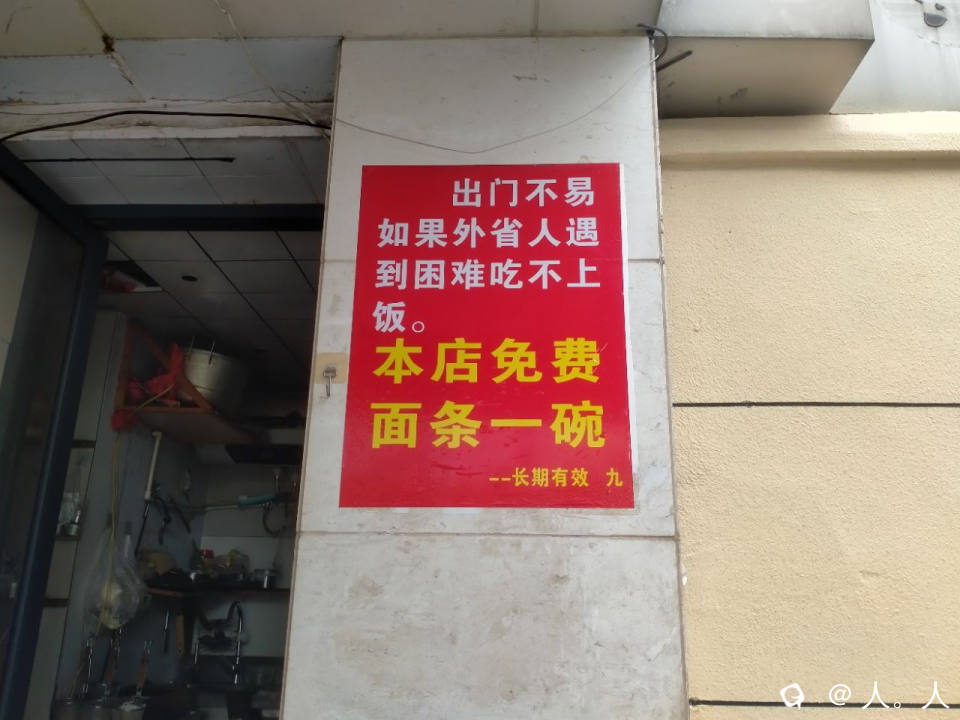 出门不易
如果外省人遇
到困难吃不上
饭。
本店免费
面条一碗
--长期有效 九
@人。人